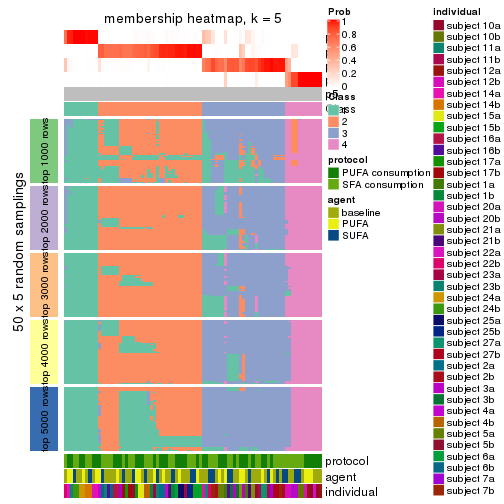 membership heatmap, k = 5
50 x 5 random samplings
top 1000 rows
top 2000 rows
top 3000 rows
top 4000 rows
top 5000 rows
protocol
agent
individual
Prob
1
0.8
0.6
0.4
0.2
0
Class
1
2
3
4
protocol
PUFA consumption
SFA consumption
agent
baseline
PUFA
SUFA
individual
subject 10a
subject 10b
subject 11a
subject 11b
subject 12a
subject 12b
subject 14a
subject 14b
subject 15a
subject 15b
subject 16a
subject 16b
subject 17a
subject 17b
subject 1a
subject 1b
subject 20a
subject 20b
subject 21a
subject 21b
subject 22a
subject 22b
subject 23a
subject 23b
subject 24a
subject 24b
subject 25a
subject 25b
subject 27a
subject 27b
subject 2a
subject 2b
subject 3a
subject 3b
subject 4a
subject 4b
subject 5a
subject 5b
subject 6a
subject 6b
subject 7a
subject 7b